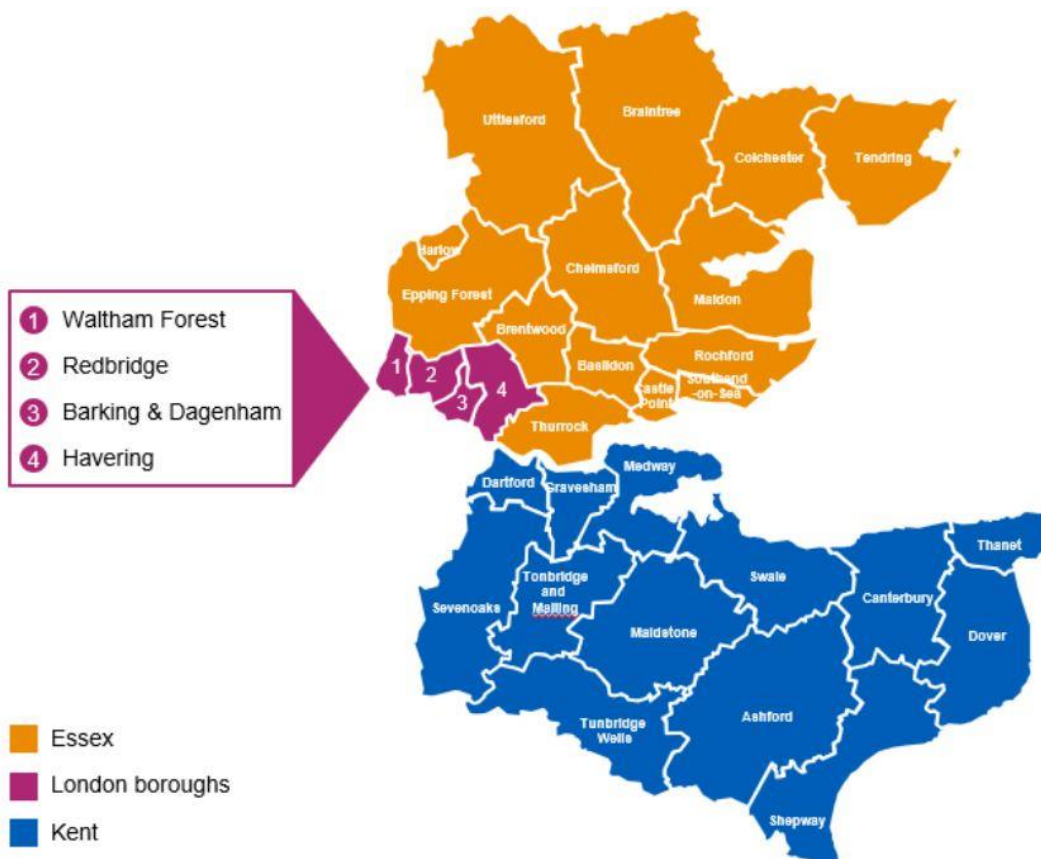 Uttlesford
Braintree
Colchester
Tendring
Harlow
Epping Forest
Chelmsford
Maldon
Brentwood
Basildon
Rochford
Castle
Point
Southend
-on-Sea
Thurrock
1
2
3
4
1 Waltham Forest
2 Redbridge
3 Barking & Dagenham
4 Havering
Dartford
Gravesham
Medway
Thanet
Swale
Canterbury
Tonbridge
and
Malling
Sevenoaks
Maidstone
Dover
Ashford
Tunbridge
Wells
Shepway
Essex
London boroughs
Kent